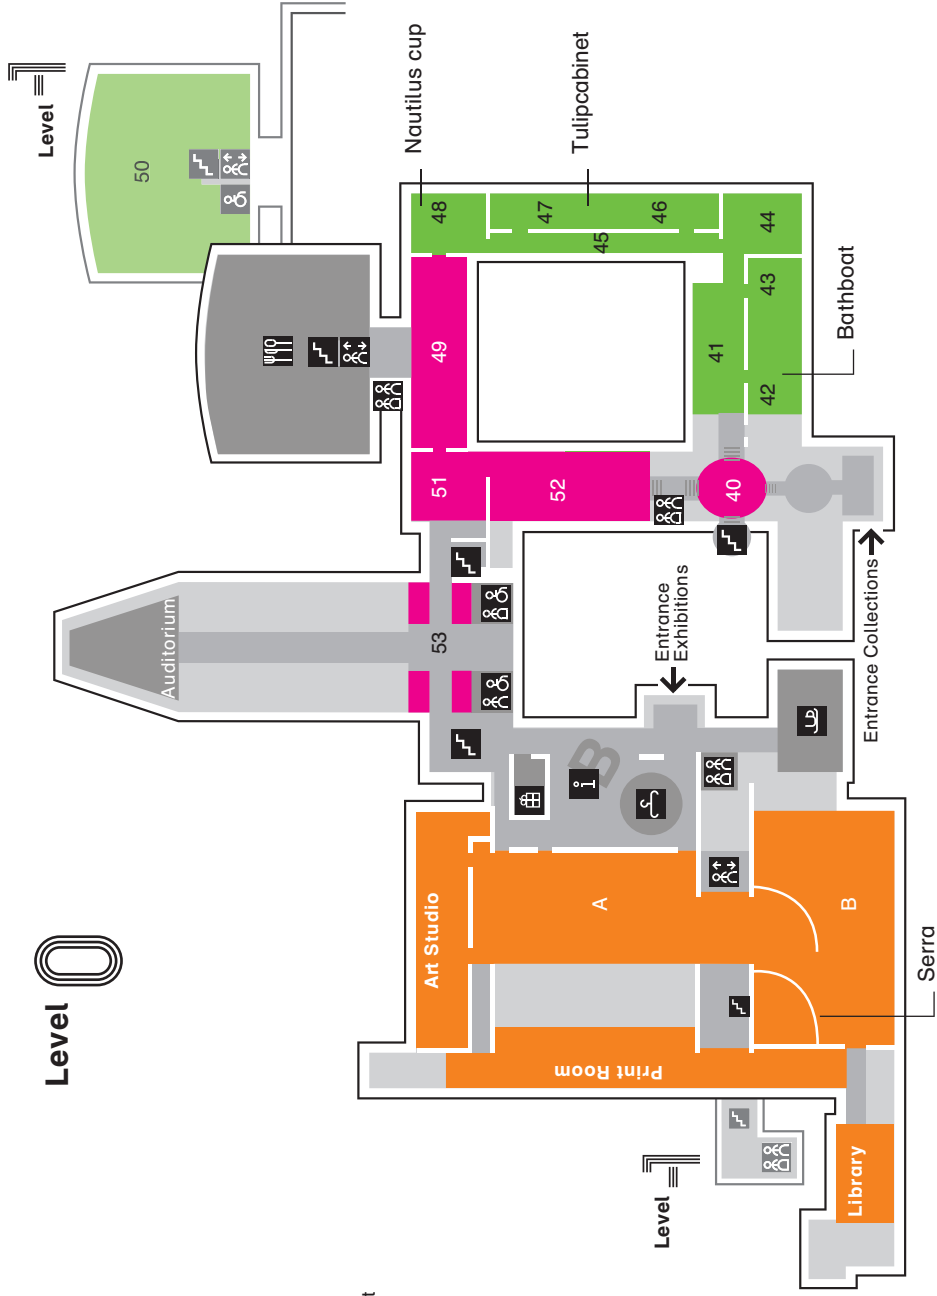 Level
50
Nautilus cup
Tulipcabinet
48
47
46
45
44
43
42
41
Bathboat
49
51
52
40
Auditorium
53
Entrance
Exhibitions
Entrance Collections
B
i
Level 0
Art Studio
A
B
Serra
Print Room
Library
Level
t